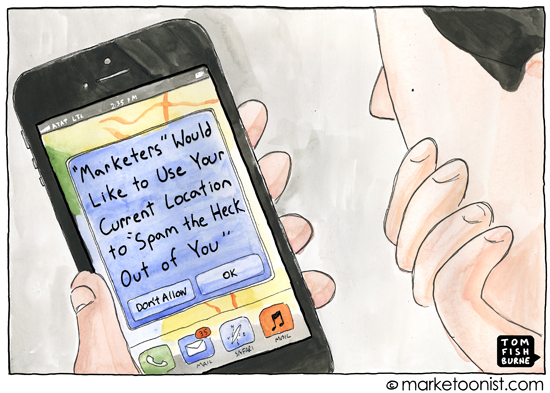 AT&T LTE 2:35 PM
"Marketers" Would
Like to Use Your
Current Location
to "Spam the Heck
Out of You"
Don't Allow
OK
35
MAIL
SAFARI
MUSIC
TOM
FISH
BURNE
© marketoonist.com